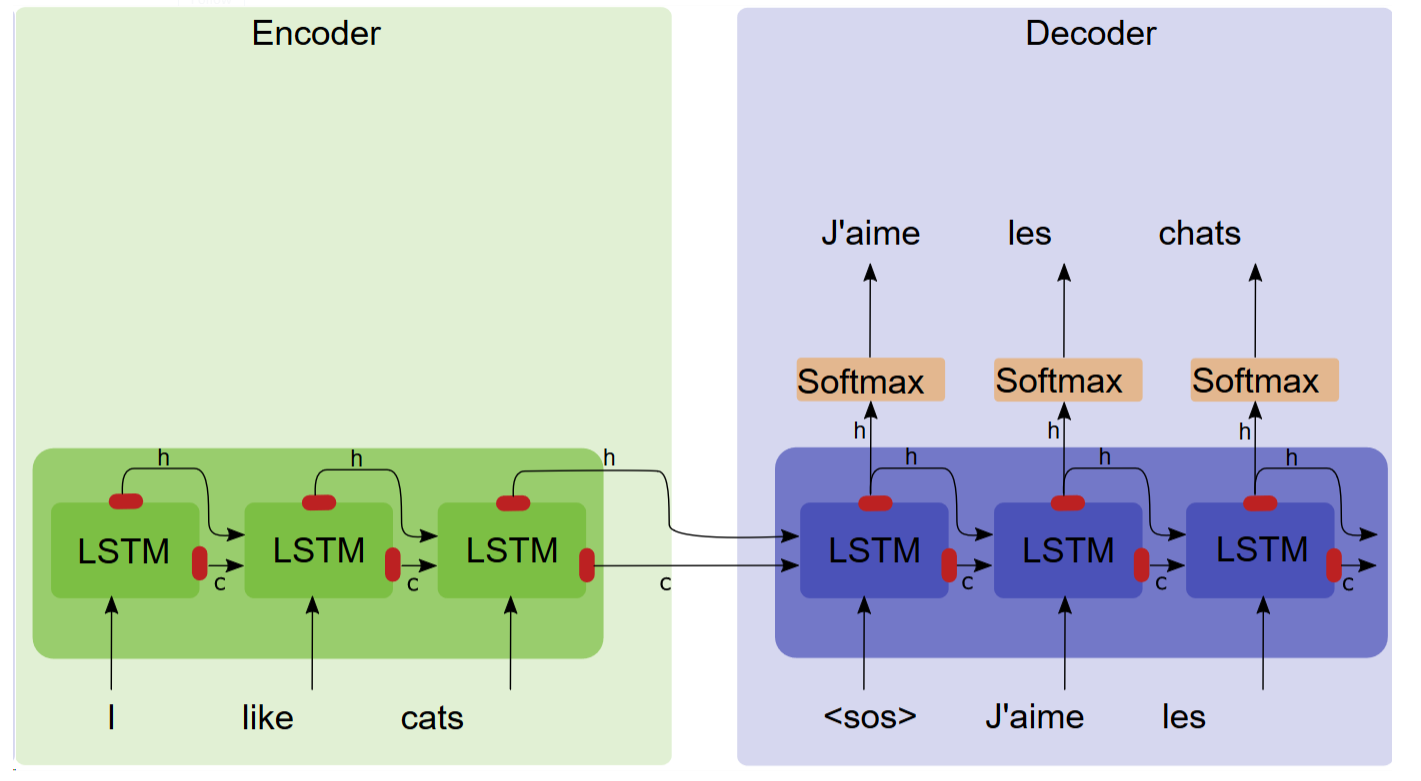 Encoder
Decoder
J'aime les chats
Softmax Softmax Softmax
h h h
h h h h h h
LSTM LSTM LSTM LSTM LSTM LSTM
c c c c c c
I like cats
<sos> J'aime les